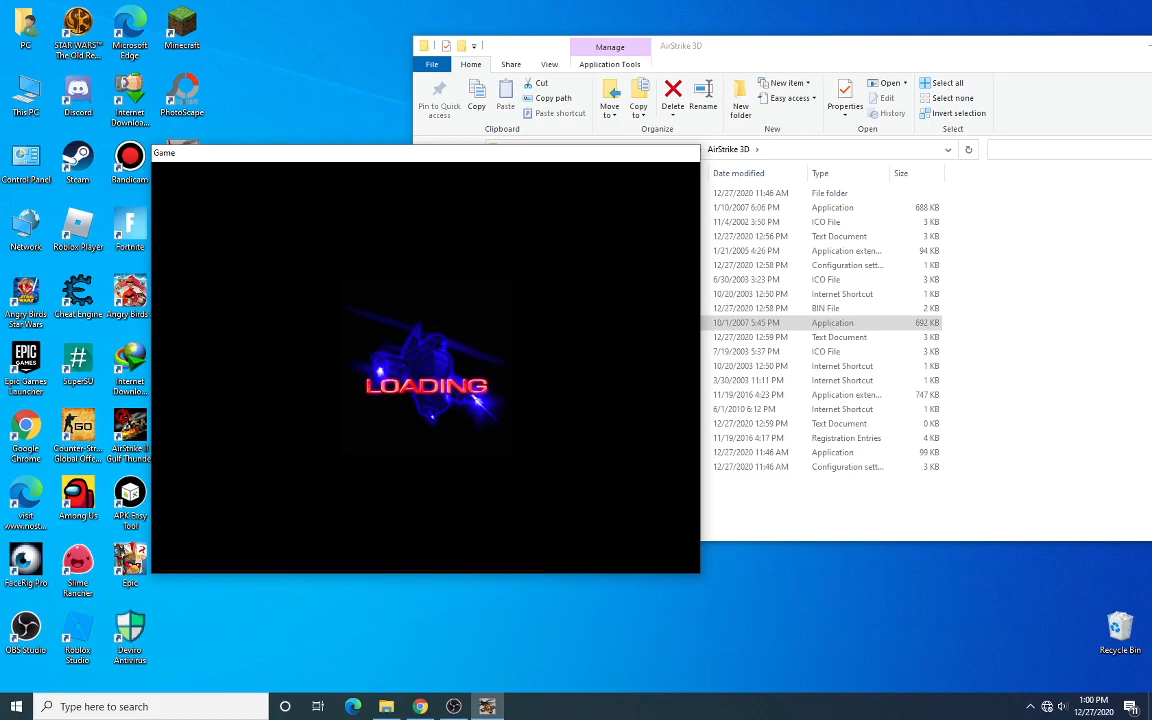 PC
STAR WARS™
The Old Re...
Microsoft
Edge
Minecraft
This PC
Discord
Internet
Downloa...
PhotoScape
Control Panel
Steam
Bandicam
Network
Roblox Player
Fortnite
Angry Birds
Star Wars
Cheat Engine
Angry Birds
EPIC
GAMES
Epic Games
Launcher
SuperSU
Internet
Downlo...
Google
Chrome
GO
Counter-Str...
Global Offe...
AirStrike II
Gulf Thunde
visit
www.nost...
Among Us
APK Easy
Tool
FaceRig Pro
Slime
Rancher
Epic
OBS Studio
Roblox
Studio
Deviro
Antivirus
Manage
AirStrike 3D
File
Home
Share
View
Application Tools
Pin to Quick
access
Copy
Paste
Cut
Copy path
Paste shortcut
Clipboard
Move
to
Copy
to
Delete
Rename
Organize
New
folder
New item
Easy access
New
Properties
Open
Edit
History
Open
Select all
Select none
Invert selection
Select
AirStrike 3D
Date modified Type Size
12/27/2020 11:46 AM File folder
1/10/2007 6:06 PM Application 688 KB
11/4/2002 3:50 PM ICO File 3 KB
12/27/2020 12:56 PM Text Document 3 KB
1/21/2005 4:26 PM Application exten... 94 KB
12/27/2020 12:58 PM Configuration sett... 1 KB
6/30/2003 3:23 PM ICO File 3 KB
10/20/2003 12:50 PM Internet Shortcut 1 KB
12/27/2020 12:58 PM BIN File 2 KB
10/1/2007 5:45 PM Application 692 KB
12/27/2020 12:59 PM Text Document 3 KB
7/19/2003 5:37 PM ICO File 3 KB
10/20/2003 12:50 PM Internet Shortcut 1 KB
3/30/2003 11:11 PM Internet Shortcut 1 KB
11/19/2016 4:23 PM Application exten... 747 KB
6/1/2010 6:12 PM Internet Shortcut 1 KB
12/27/2020 12:59 PM Text Document 0 KB
11/19/2016 4:17 PM Registration Entries 4 KB
12/27/2020 11:46 AM Application 99 KB
12/27/2020 11:46 AM Configuration sett... 3 KB
Game
LOADING
Recycle Bin
Type here to search
1:00 PM
12/27/2020
11